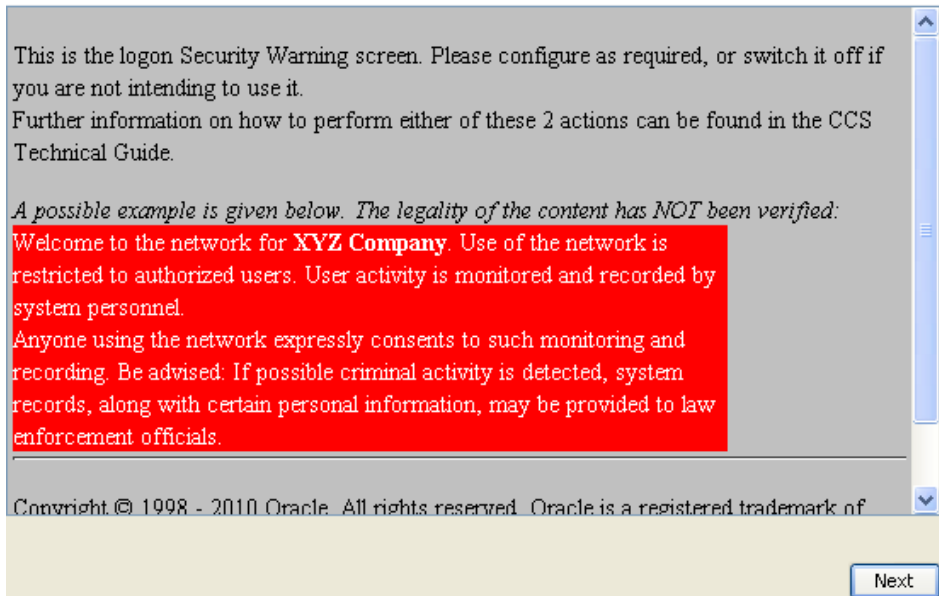 This is the logon Security Warning screen. Please configure as required, or switch it off if
you are not intending to use it.
Further information on how to perform either of these 2 actions can be found in the CCS
Technical Guide.
A possible example is given below. The legality of the content has NOT been verified:
Welcome to the network for XYZ Company. Use of the network is
restricted to authorized users. User activity is monitored and recorded by
system personnel.
Anyone using the network expressly consents to such monitoring and
recording. Be advised: If possible criminal activity is detected, system
records, along with certain personal information, may be provided to law
enforcement officials.
Copyright © 1998 - 2010 Oracle. All rights reserved. Oracle is a registered trademark of
Next